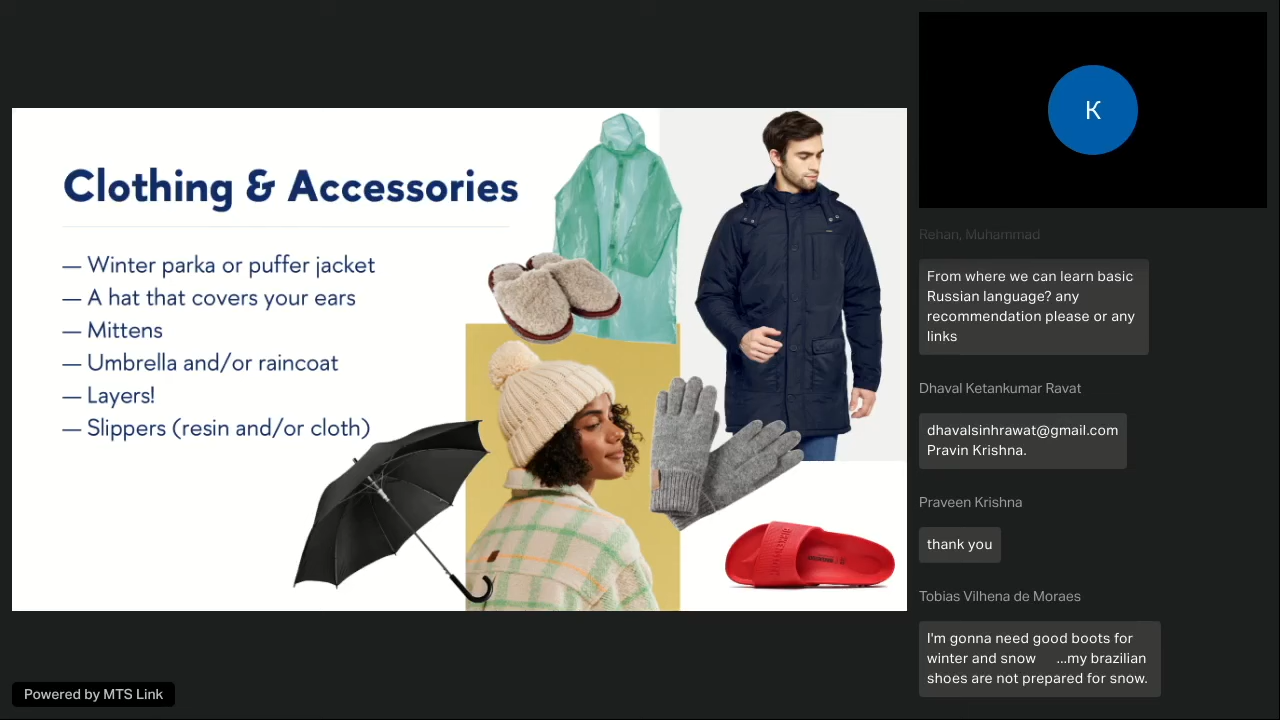 Clothing & Accessories
— Winter parka or puffer jacket
— A hat that covers your ears
— Mittens
— Umbrella and/or raincoat
— Layers!
— Slippers (resin and/or cloth)
Powered by MTS Link
K
Rehan, Muhammad
From where we can learn basic
Russian language? any
recommendation please or any
links
Dhaval Ketankumar Ravat
dhavalsinhrawat@gmail.com
Pravin Krishna.
Praveen Krishna
thank you
Tobias Vilhena de Moraes
I'm gonna need good boots for
winter and snow ...my brazilian
shoes are not prepared for snow.